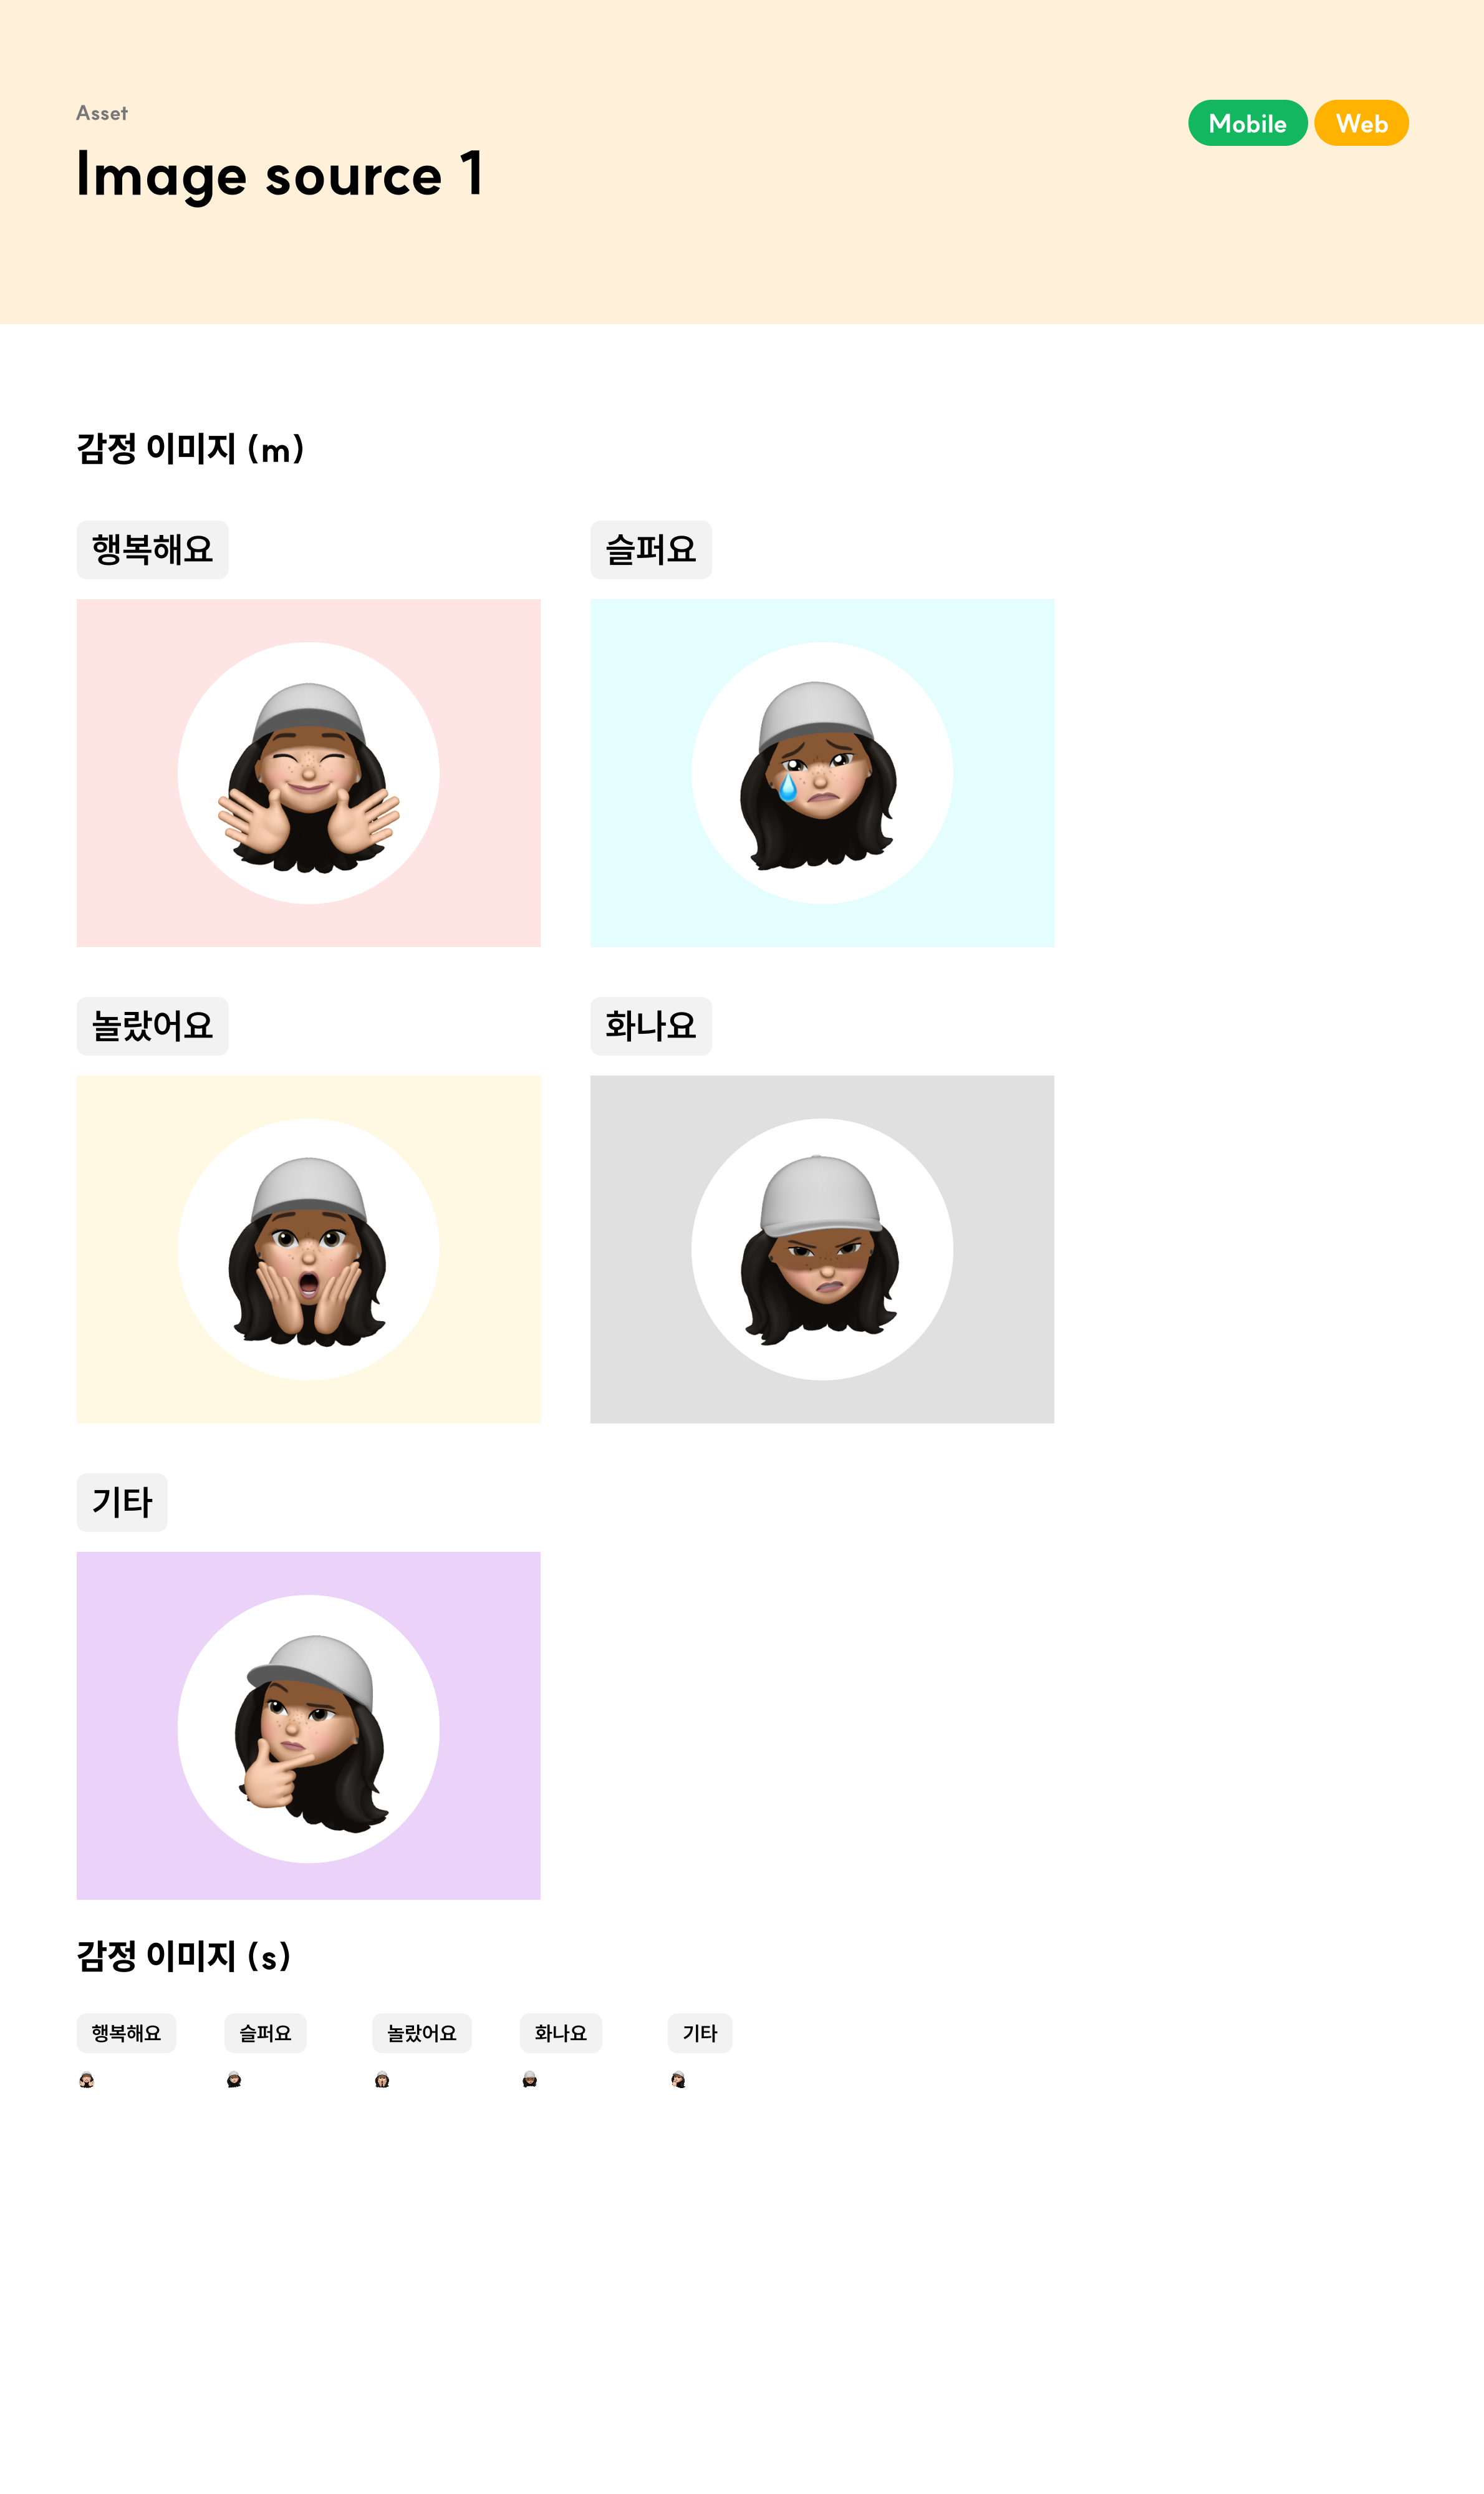 Asset
Image source 1
Mobile
Web
감정 이미지 (m)
행복해요
슬퍼요
놀랐어요
화나요
기타
감정 이미지 (s)
행복해요
슬퍼요
놀랐어요
화나요
기타